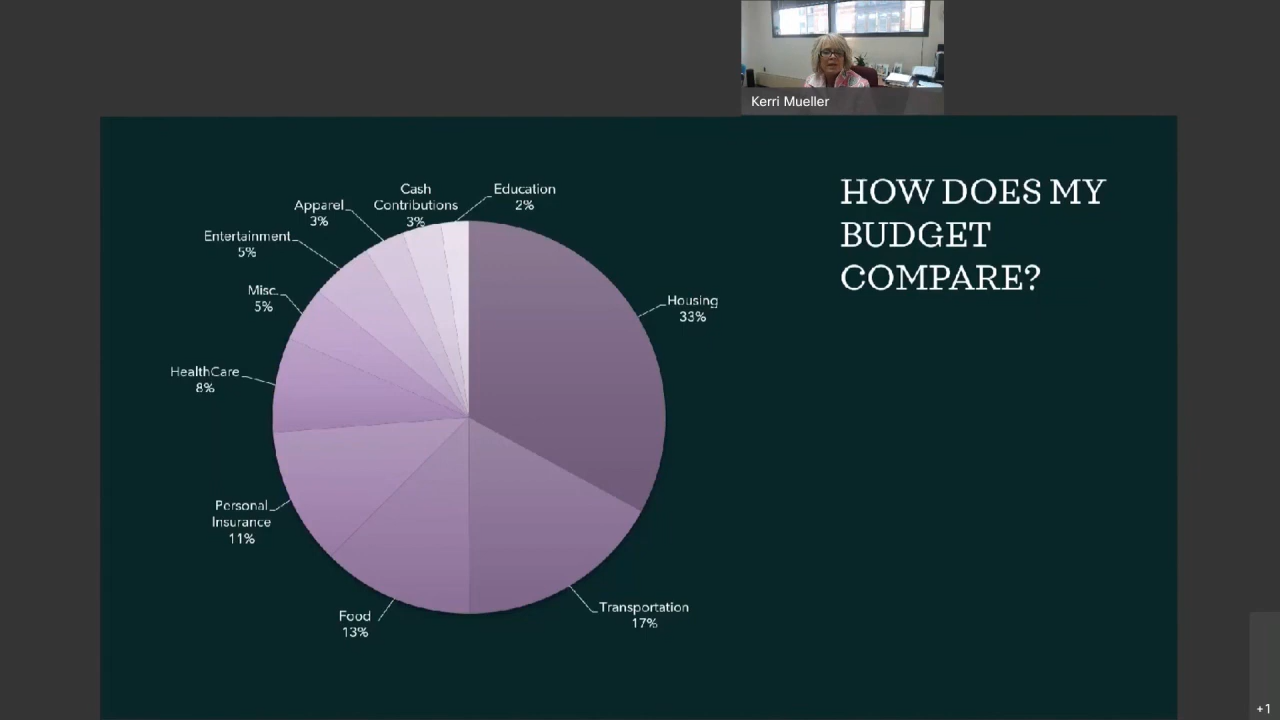 Kerri Mueller
HOW DOES MY
BUDGET
COMPARE?
Cash
Contributions
3%
Education
2%
Apparel
3%
Entertainment
5%
Misc.
5%
Housing
33%
HealthCare
8%
Personal
Insurance
11%
Food
13%
Transportation
17%
+1